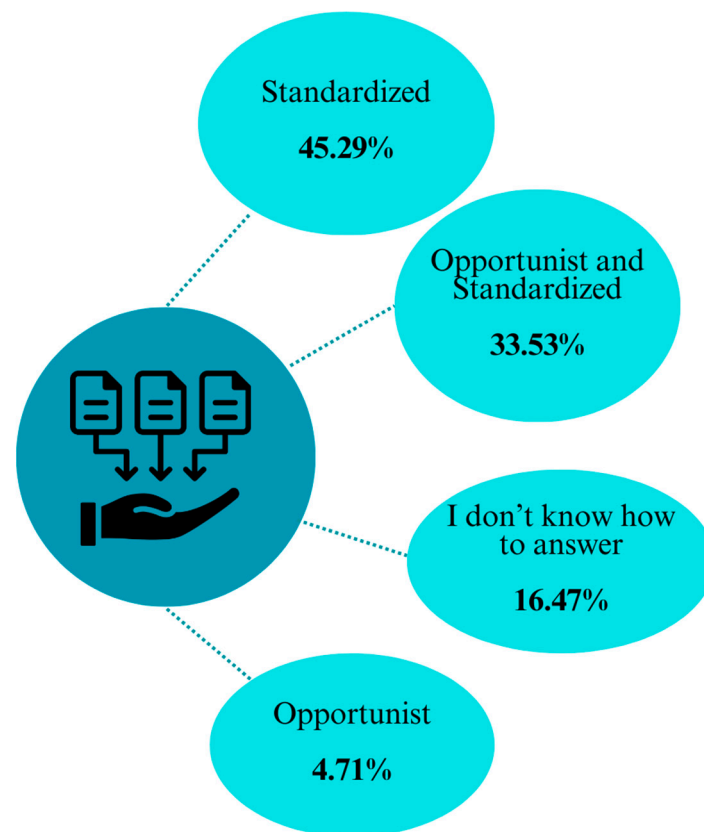 Standardized
45.29%
Opportunist and
Standardized
33.53%
I don’t know how
to answer
16.47%
Opportunist
4.71%